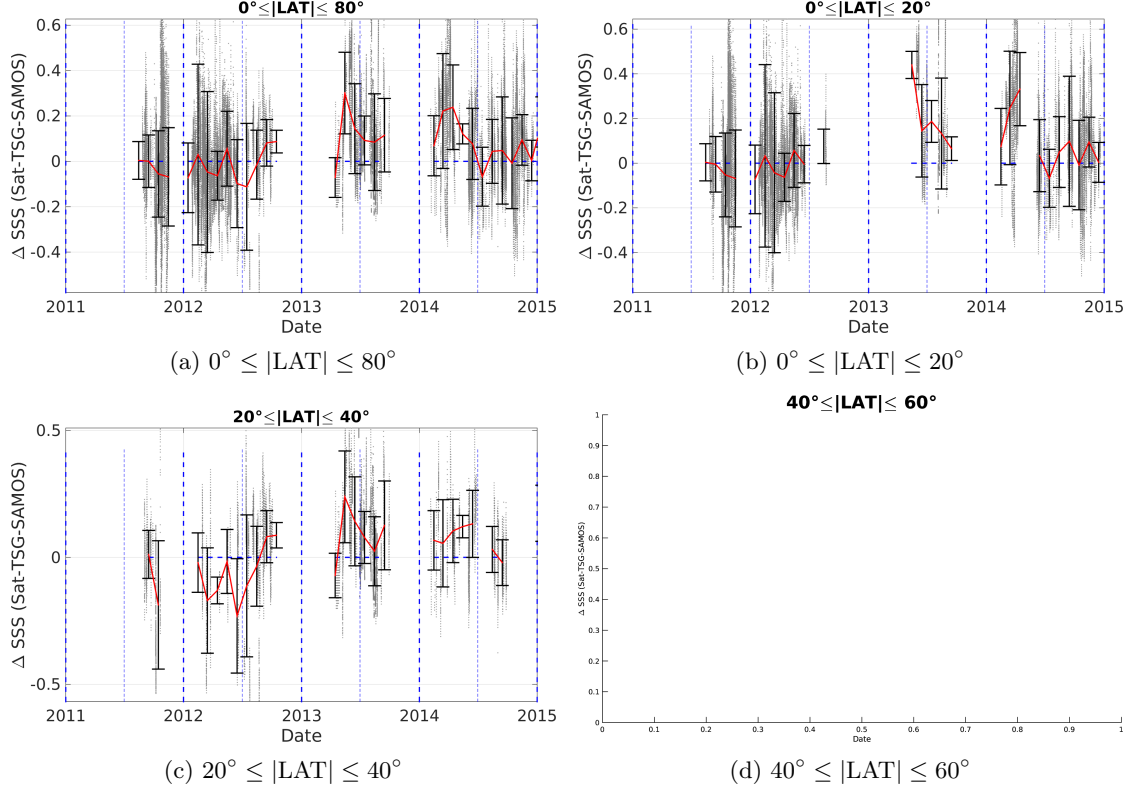 0°≤|LAT|≤ 80°
Δ SSS (Sat-TSG-SAMOS)
0.6
0.4
0.2
0
-0.2
-0.4
2011 2012 2013 2014 2015
Date
(a) 0° ≤ |LAT| ≤ 80°
0°≤|LAT|≤ 20°
Δ SSS (Sat-TSG-SAMOS)
0.6
0.4
0.2
0
-0.2
-0.4
2011 2012 2013 2014 2015
Date
(b) 0° ≤ |LAT| ≤ 20°
20°≤|LAT|≤ 40°
Δ SSS (Sat-TSG-SAMOS)
0.5
0
-0.5
2011 2012 2013 2014 2015
Date
(c) 20° ≤ |LAT| ≤ 40°
40°≤|LAT|≤ 60°
Δ SSS (Sat-TSG-SAMOS)
1
0.9
0.8
0.7
0.6
0.5
0.4
0.3
0.2
0.1
0
0 0.1 0.2 0.3 0.4 0.5 0.6 0.7 0.8 0.9 1
Date
(d) 40° ≤ |LAT| ≤ 60°